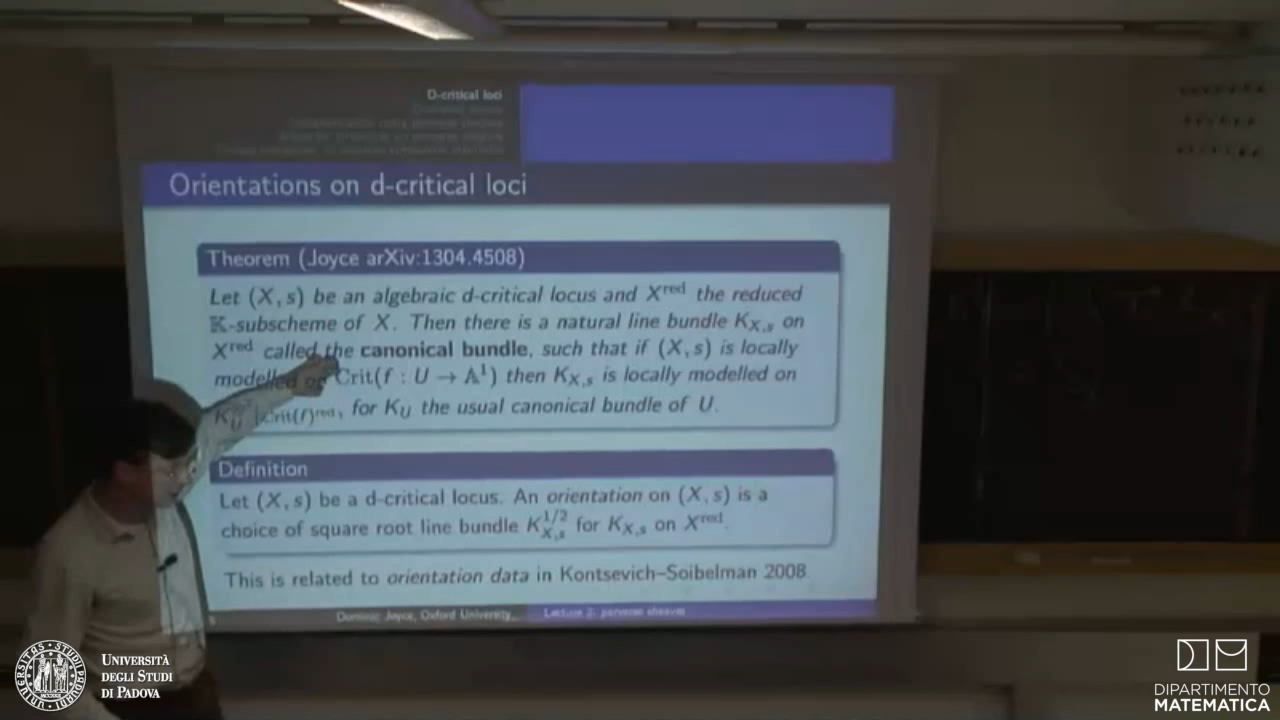 D-critical loci
Orientations on d-critical loci
Theorem (Joyce arXiv:1304.4508)
Let (X, s) be an algebraic d-critical locus and X^red the reduced
𝕂-subscheme of X. Then there is a natural line bundle K_{X,s} on
X^red called the canonical bundle, such that if (X, s) is locally
modelled on Crit(f : U → 𝔸¹) then K_{X,s} is locally modelled on
K_U |Crit(f)^red, for K_U the usual canonical bundle of U.
Definition
Let (X, s) be a d-critical locus. An orientation on (X, s) is a
choice of square root line bundle K_{X,s}^{1/2} for K_{X,s} on X^red.
This is related to orientation data in Kontsevich–Soibelman 2008.
Dominic Joyce, Oxford University
Lecture 2: perverse sheaves
UNIVERSITÀ
DEGLI STUDI
DI PADOVA
DIPARTIMENTO
MATEMATICA